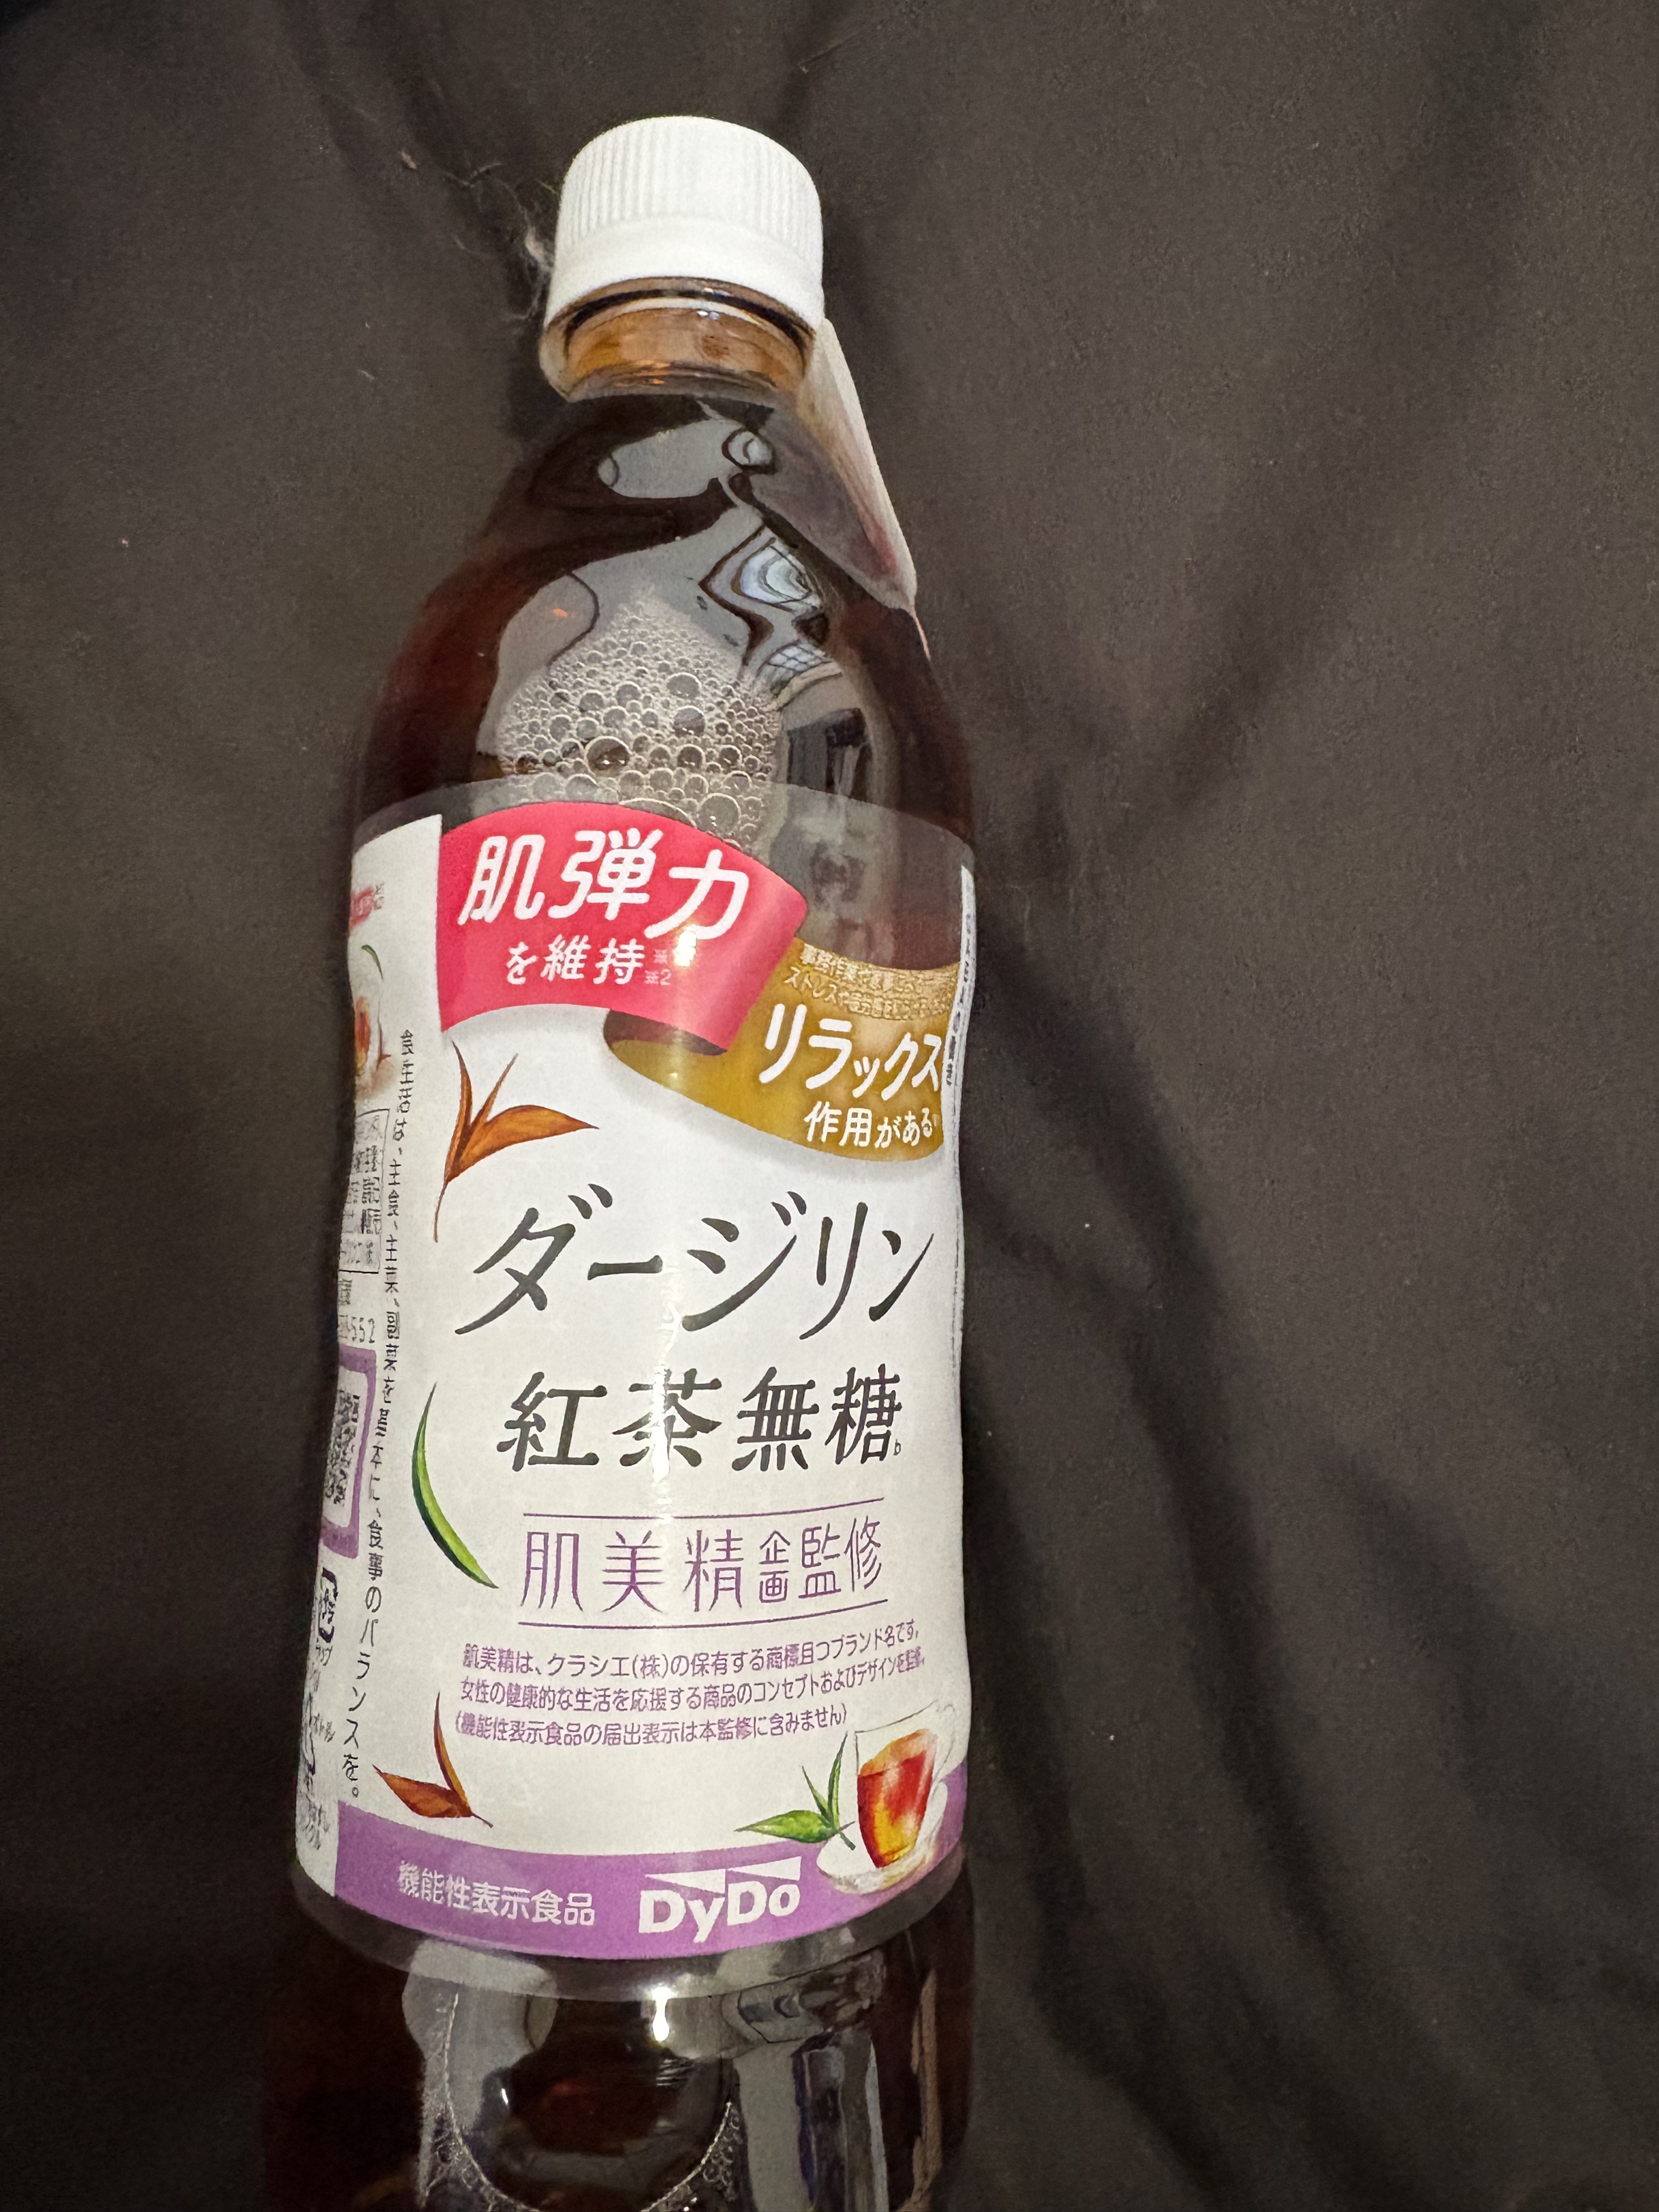 肌弾力
を維持※2
リラックス
作用がある
ダージリン
紅茶無糖
肌美精企画監修
肌美精は、クラシエ(株)の保有する商標且つブランド名です。
女性の健康的な生活を応援する商品のコンセプトおよびデザインを監修。
(機能性表示食品の届出表示は本監修に含みません)
機能性表示食品
DyDo
食生活は、主食、主菜、副菜を基本に、食事のバランスを。
552